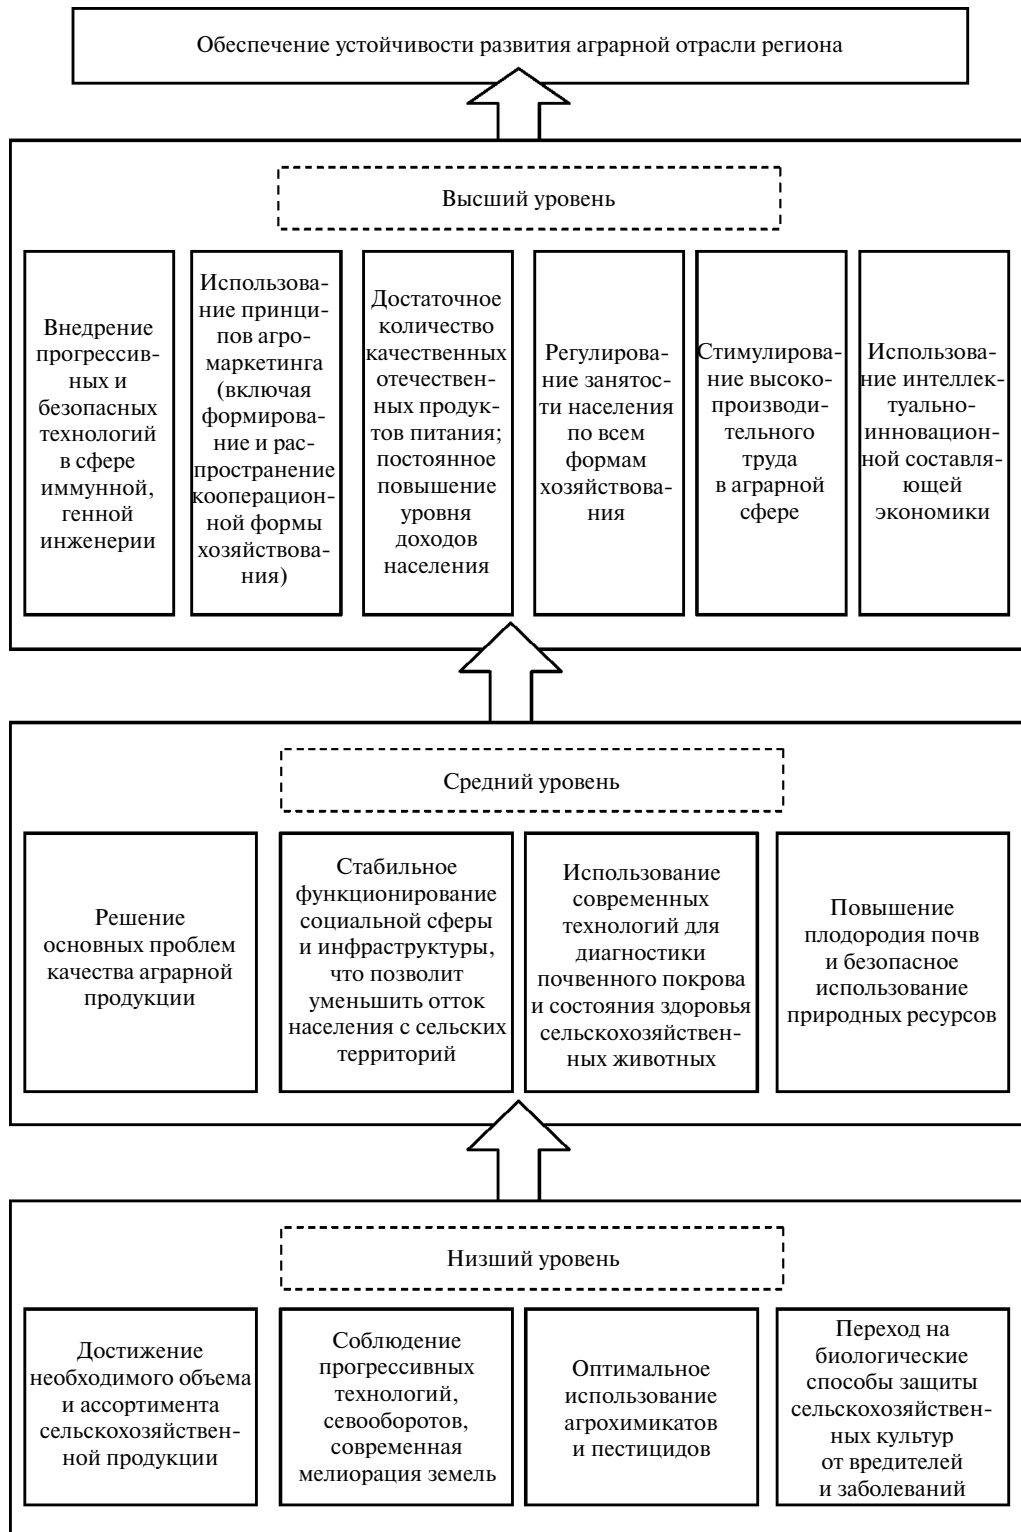 Обеспечение устойчивости развития аграрной отрасли региона
Высший уровень
Внедрение
прогрессив-
ных и
безопасных
технологий
в сфере
иммунной,
генной
инженерии
Использова-
ние принци-
пов агро-
маркетинга
(включая
формирова-
ние и рас-
пространение
кооперацион-
ной формы
хозяйствова-
ния)
Достаточное
количество
качественных
отечествен-
ных продук-
тов питания;
постоянное
повышение
уровня
доходов
населения
Регулирова-
ние занятос-
ти населения
по всем
формам
хозяйствова-
ния
Стимулирова-
ние высоко-
производи-
тельного
труда
в аграрной
сфере
Использова-
ние интеллек-
туально-
инновацион-
ной составля-
ющей
экономики
Средний уровень
Решение
основных проблем
качества аграрной
продукции
Стабильное
функционирование
социальной сферы
и инфраструктуры,
что позволит
уменьшить отток
населения с сельских
территорий
Использование
современных
технологий для
диагностики
почвенного покрова
и состояния здоровья
сельскохозяйствен-
ных животных
Повышение
плодородия почв
и безопасное
использование
природных ресурсов
Низший уровень
Достижение
необходимого объема
и ассортимента
сельскохозяйствен-
ной продукции
Соблюдение
прогрессивных
технологий,
севооборотов,
современная
мелиорация земель
Оптимальное
использование
агрохимикатов
и пестицидов
Переход на
биологические
способы защиты
сельскохозяйствен-
ных культур
от вредителей
и заболеваний